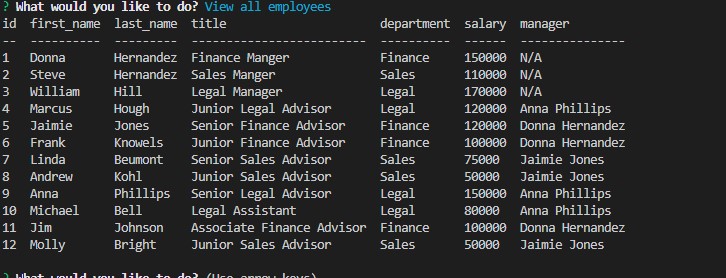 ? What would you like to do? View all employees
id  first_name  last_name  title                      department  salary  manager
--  ----------  ---------  -------------------------  ----------  ------  ---------------
1   Donna       Hernandez  Finance Manger             Finance     150000  N/A
2   Steve       Hernandez  Sales Manger               Sales       110000  N/A
3   William     Hill       Legal Manager              Legal       170000  N/A
4   Marcus      Hough      Junior Legal Advisor       Legal       120000  Anna Phillips
5   Jaimie      Jones      Senior Finance Advisor     Finance     120000  Donna Hernandez
6   Frank       Knowels    Junior Finance Advisor     Finance     100000  Donna Hernandez
7   Linda       Beumont    Senior Sales Advisor       Sales       75000   Jaimie Jones
8   Andrew      Kohl       Junior Sales Advisor       Sales       50000   Jaimie Jones
9   Anna        Phillips   Senior Legal Advisor       Legal       150000  Anna Phillips
10  Michael     Bell       Legal Assistant            Legal       80000   Anna Phillips
11  Jim         Johnson    Associate Finance Advisor  Finance     100000  Donna Hernandez
12  Molly       Bright     Junior Sales Advisor       Sales       50000   Jaimie Jones
? What would you like to do? (Use arrow keys)